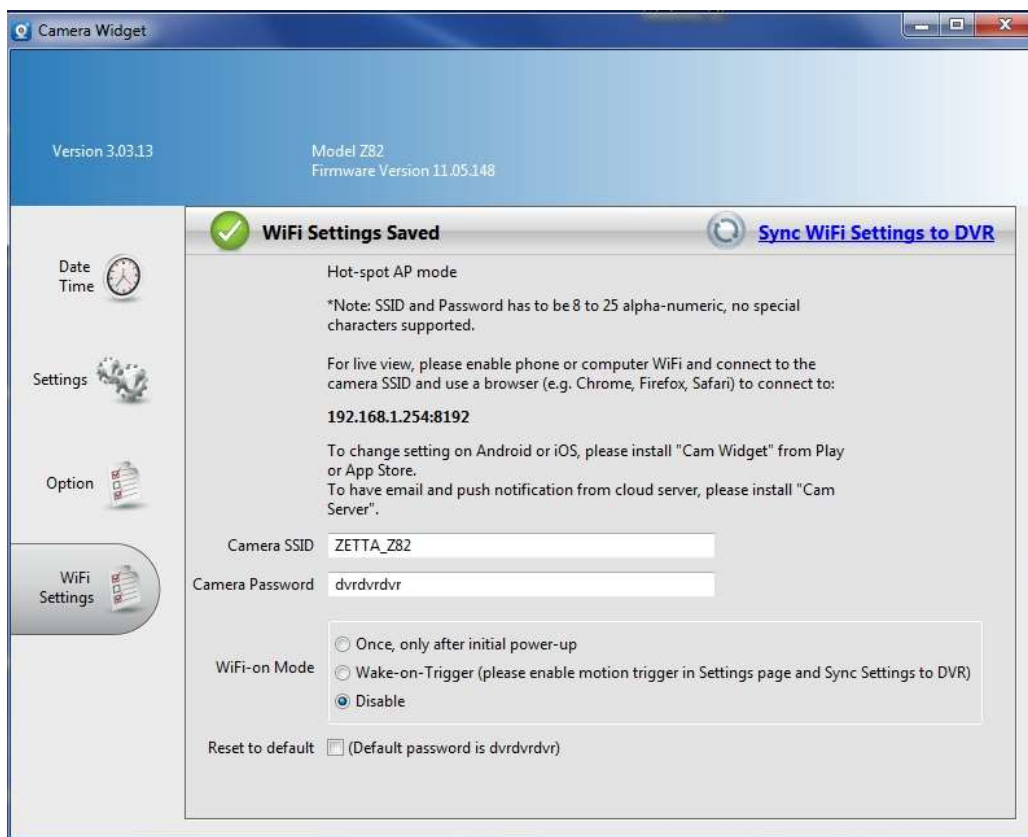 Camera Widget
Version 3.03.13
Model Z82
Firmware Version 11.05.148
WiFi Settings Saved
Sync WiFi Settings to DVR
Date
Time
Settings
Option
WiFi
Settings
Hot-spot AP mode
*Note: SSID and Password has to be 8 to 25 alpha-numeric, no special
characters supported.
For live view, please enable phone or computer WiFi and connect to the
camera SSID and use a browser (e.g. Chrome, Firefox, Safari) to connect to:
192.168.1.254:8192
To change setting on Android or iOS, please install "Cam Widget" from Play
or App Store.
To have email and push notification from cloud server, please install "Cam
Server".
Camera SSID ZETTA_Z82
Camera Password dvrdvrdvr
WiFi-on Mode
Once, only after initial power-up
Wake-on-Trigger (please enable motion trigger in Settings page and Sync Settings to DVR)
Disable
Reset to default (Default password is dvrdvrdvr)